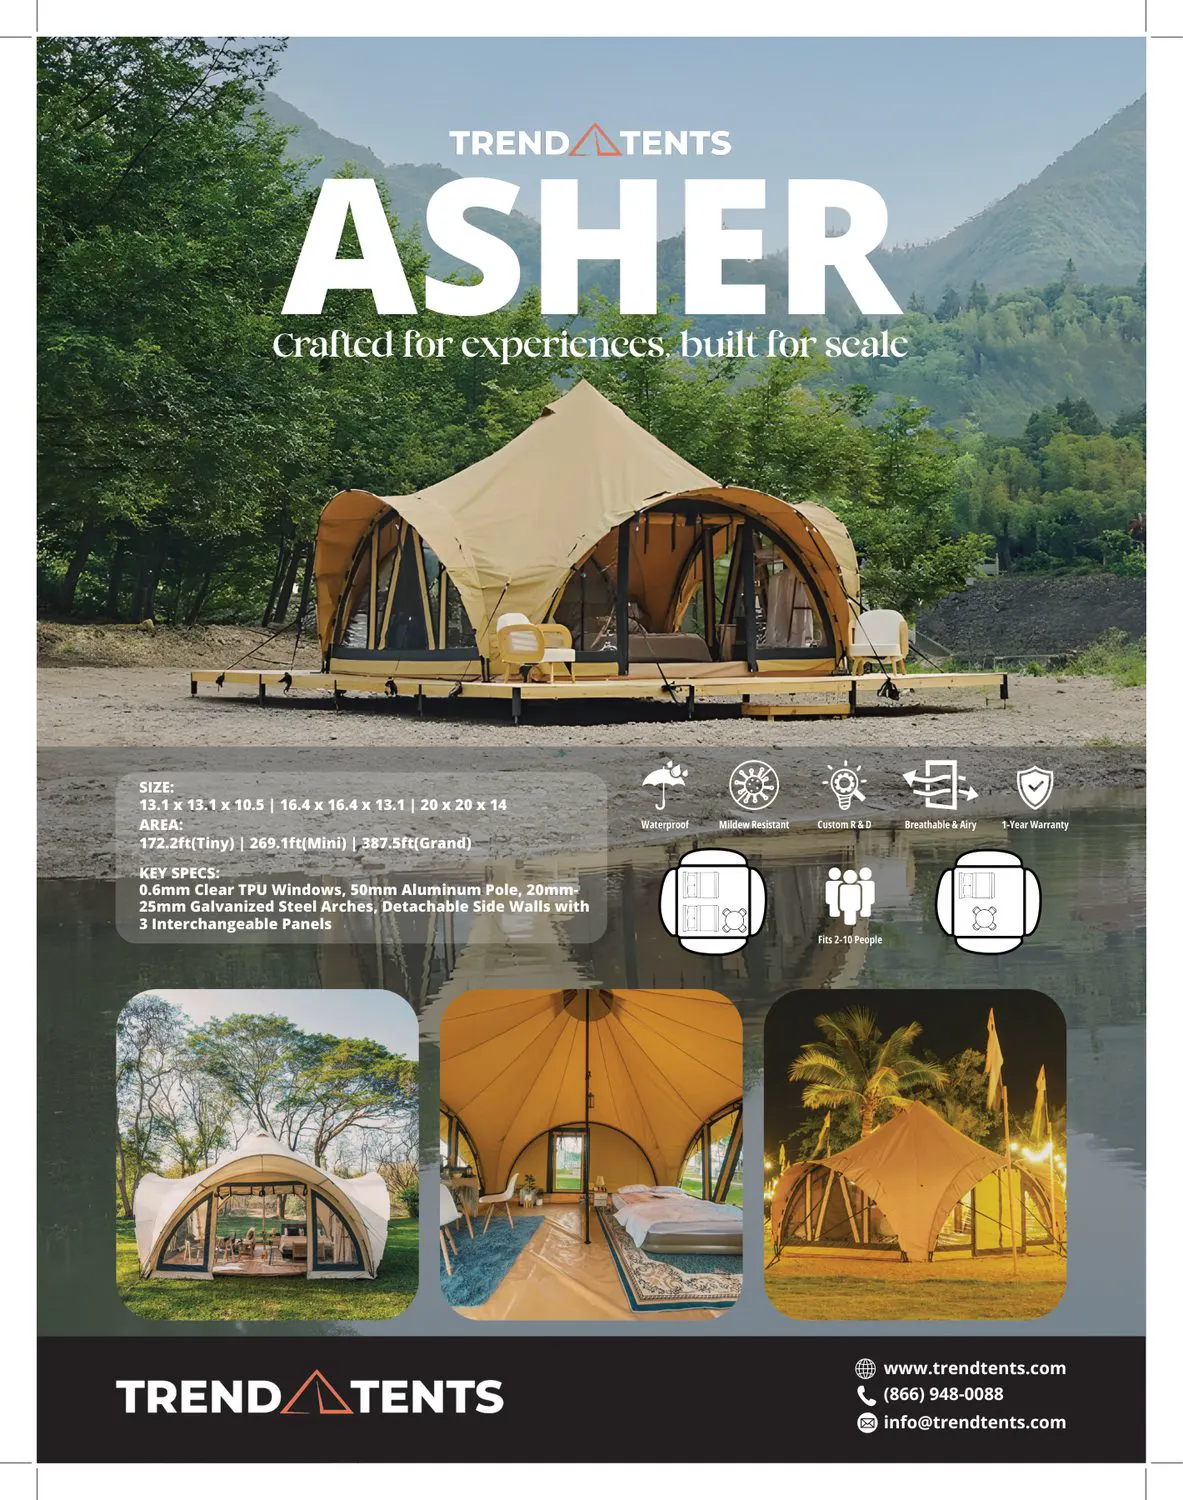 TREND TENTS
ASHER
Crafted for experiences, built for scale
SIZE:
13.1 x 13.1 x 10.5 | 16.4 x 16.4 x 13.1 | 20 x 20 x 14
AREA:
172.2ft(Tiny) | 269.1ft(Mini) | 387.5ft(Grand)
KEY SPECS:
0.6mm Clear TPU Windows, 50mm Aluminum Pole, 20mm-
25mm Galvanized Steel Arches, Detachable Side Walls with
3 Interchangeable Panels
Waterproof
Mildew Resistant
Custom R & D
Breathable & Airy
1-Year Warranty
Fits 2-10 People
TREND TENTS
www.trendtents.com
(866) 948-0088
info@trendtents.com